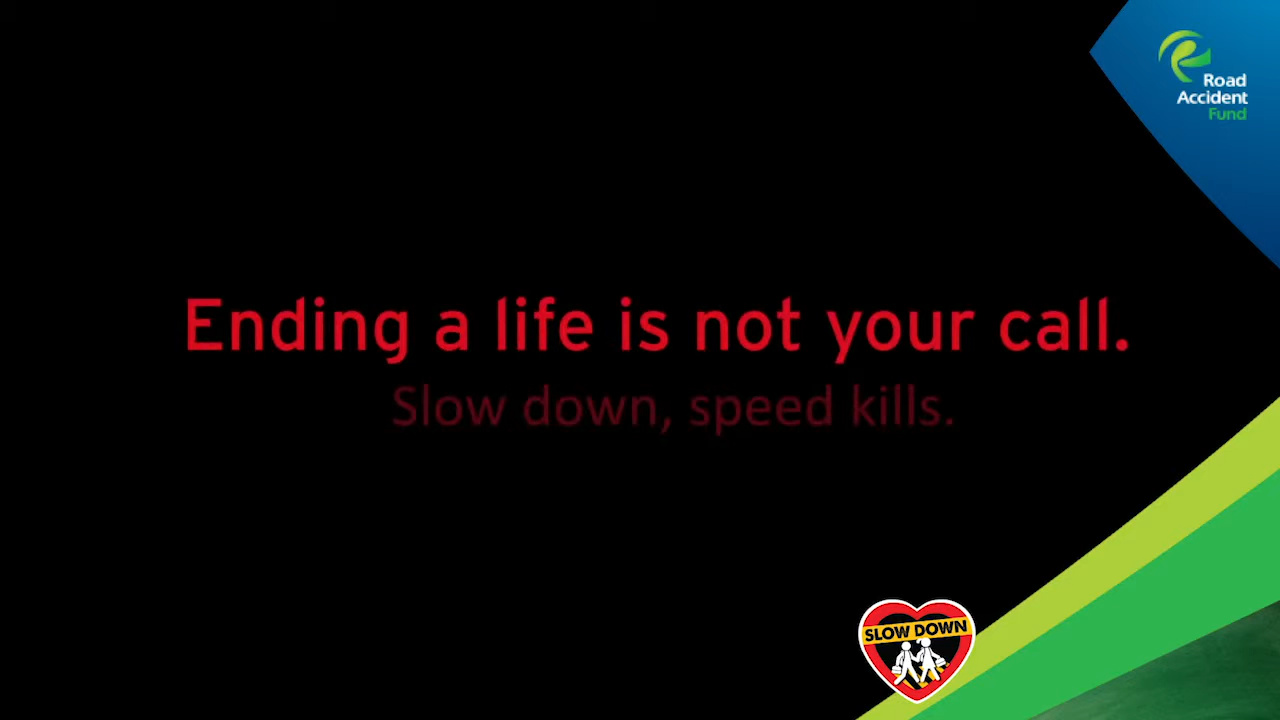 Road
Accident
Fund
Ending a life is not your call.
Slow down, speed kills.
SLOW DOWN